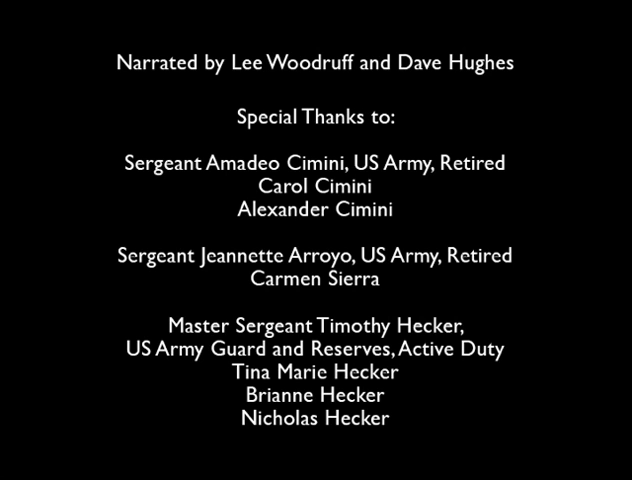 Narrated by Lee Woodruff and Dave Hughes
Special Thanks to:
Sergeant Amadeo Cimini, US Army, Retired
Carol Cimini
Alexander Cimini
Sergeant Jeannette Arroyo, US Army, Retired
Carmen Sierra
Master Sergeant Timothy Hecker,
US Army Guard and Reserves, Active Duty
Tina Marie Hecker
Brianne Hecker
Nicholas Hecker